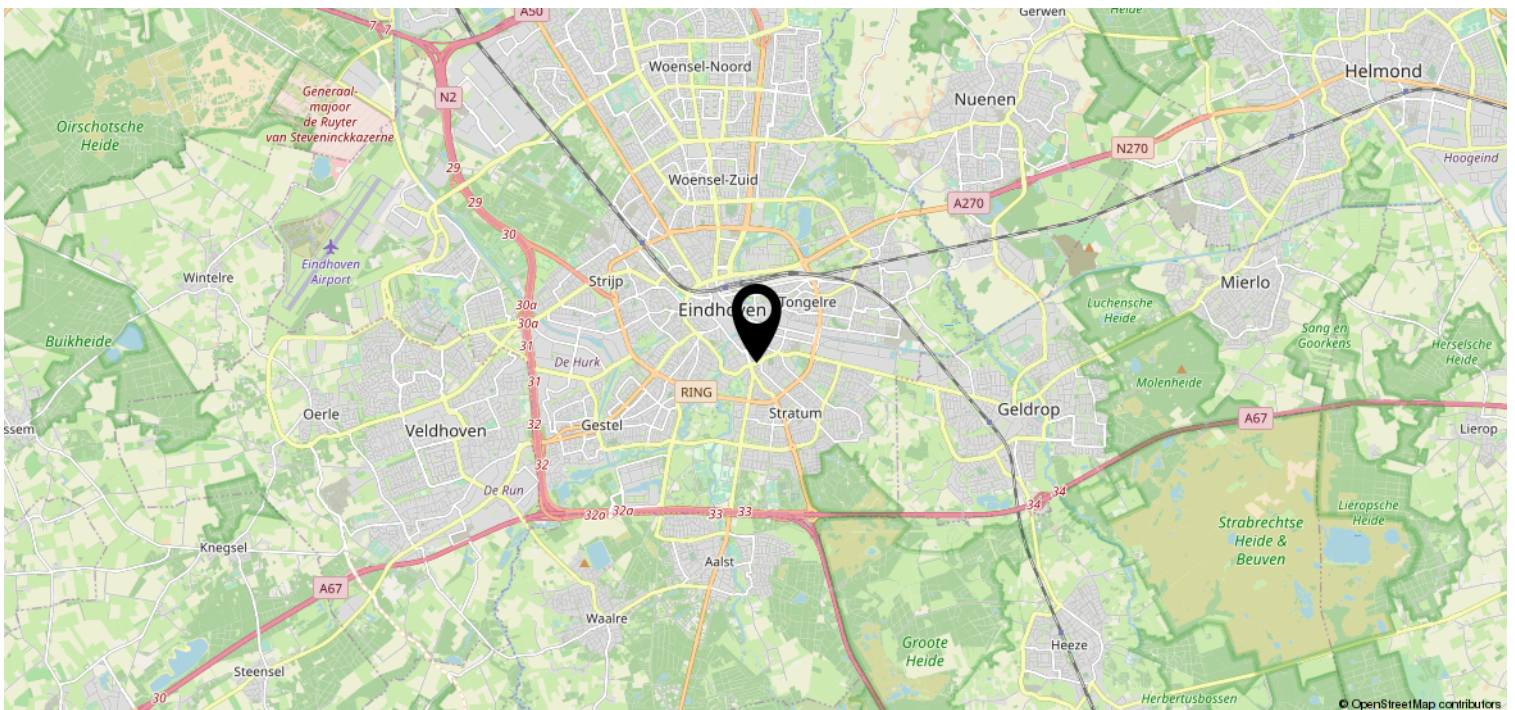 A50
Gerwen
Heide
7
7
Woensel-Noord
Helmond
N2
Generaal-
majoor
de Ruyter
van Steveninckkazerne
Nuenen
Oirschotsche
Heide
N270
Hoogeind
29
Woensel-Zuid
29
A270
30
Eindhoven
Airport
Wintelre
Strijp
Mierlo
30a
30a
Eindhoven
Tongelre
Luchensche
Heide
Buikheide
31
Sang en
Goorkens
Herselsche
Heide
De Hurk
31
Molenheide
RING
Oerle
Stratum
Geldrop
A67
ssem
Veldhoven
32
Gestel
Lierop
32
De Run
34
34
32a
32a
33
33
Lieropsche
Heide
Strabrechtse
Heide &
Beuven
Knegsel
Aalst
A67
Waalre
Groote
Heide
Heeze
Steensel
30
Herbertusbossen
© OpenStreetMap contributors